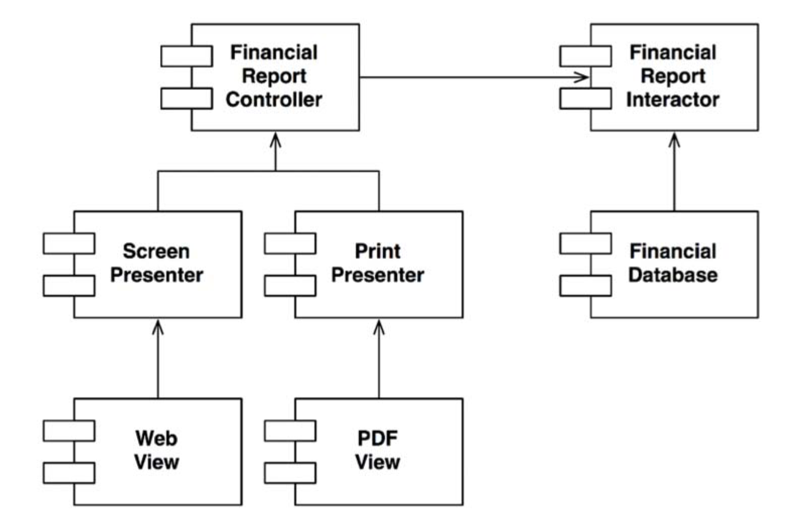 Financial
Report
Controller
Financial
Report
Interactor
Screen
Presenter
Print
Presenter
Financial
Database
Web
View
PDF
View